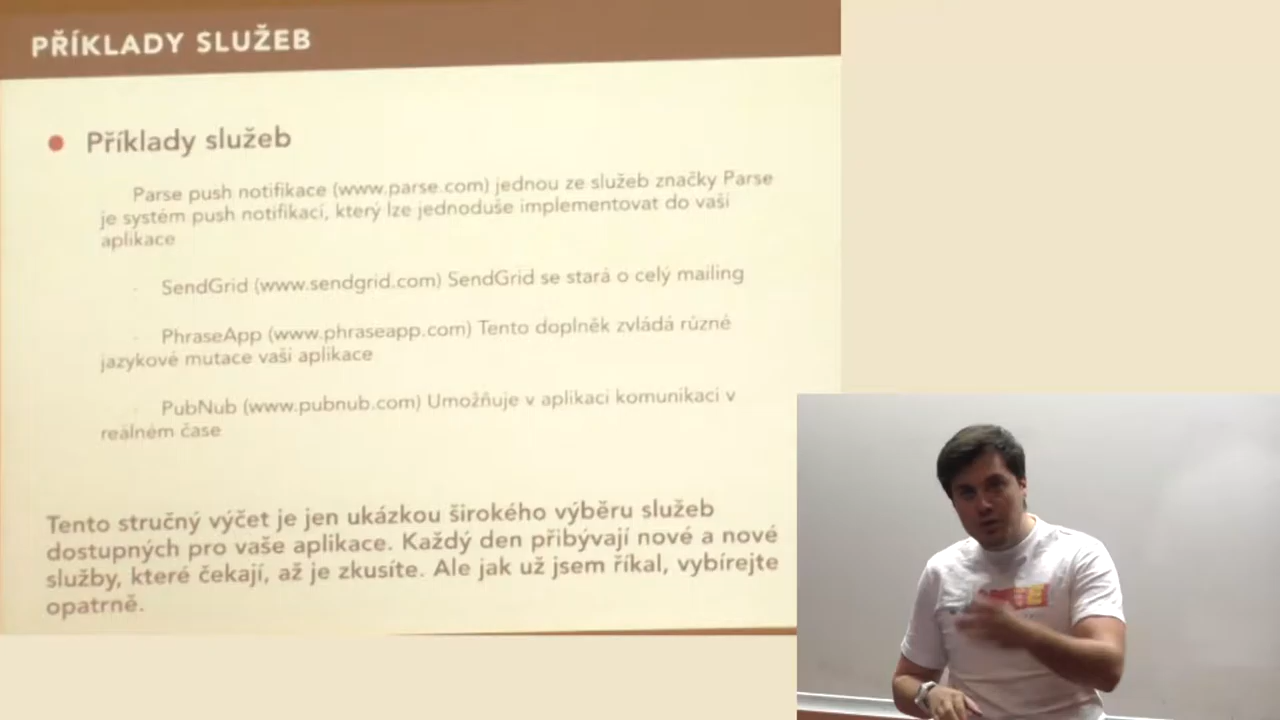 PŘÍKLADY SLUŽEB
Příklady služeb
Parse push notifikace (www.parse.com) jednou ze služeb značky Parse
je systém push notifikací, který lze jednoduše implementovat do vaší
aplikace
SendGrid (www.sendgrid.com) SendGrid se stará o celý mailing
PhraseApp (www.phraseapp.com) Tento doplněk zvládá různé
jazykové mutace vaší aplikace
PubNub (www.pubnub.com) Umožňuje v aplikaci komunikaci v
reálném čase
Tento stručný výčet je jen ukázkou širokého výběru služeb
dostupných pro vaše aplikace. Každý den přibývají nové a nové
služby, které čekají, až je zkusíte. Ale jak už jsem říkal, vybírejte
opatrně.